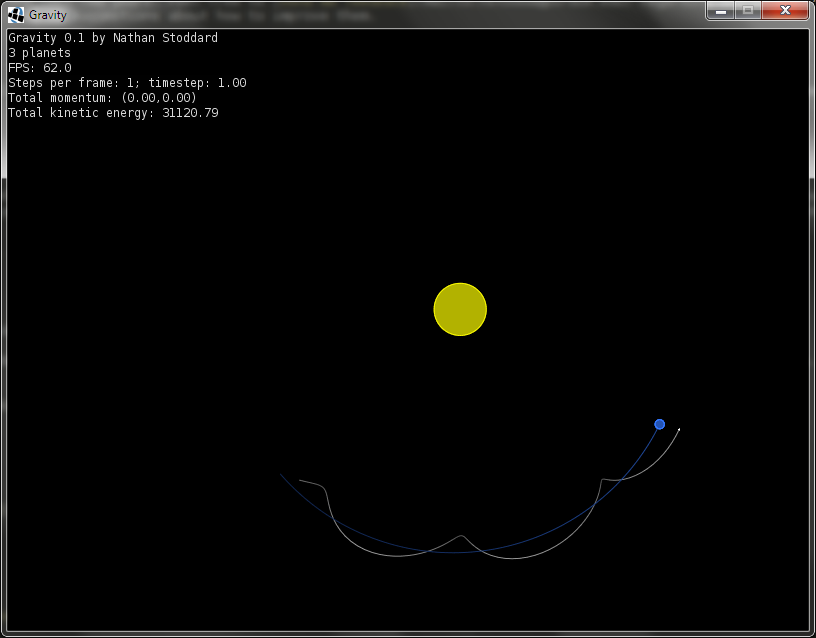 Gravity
Gravity 0.1 by Nathan Stoddard
3 planets
FPS: 62.0
Steps per frame: 1; timestep: 1.00
Total momentum: (0.00,0.00)
Total kinetic energy: 31120.79